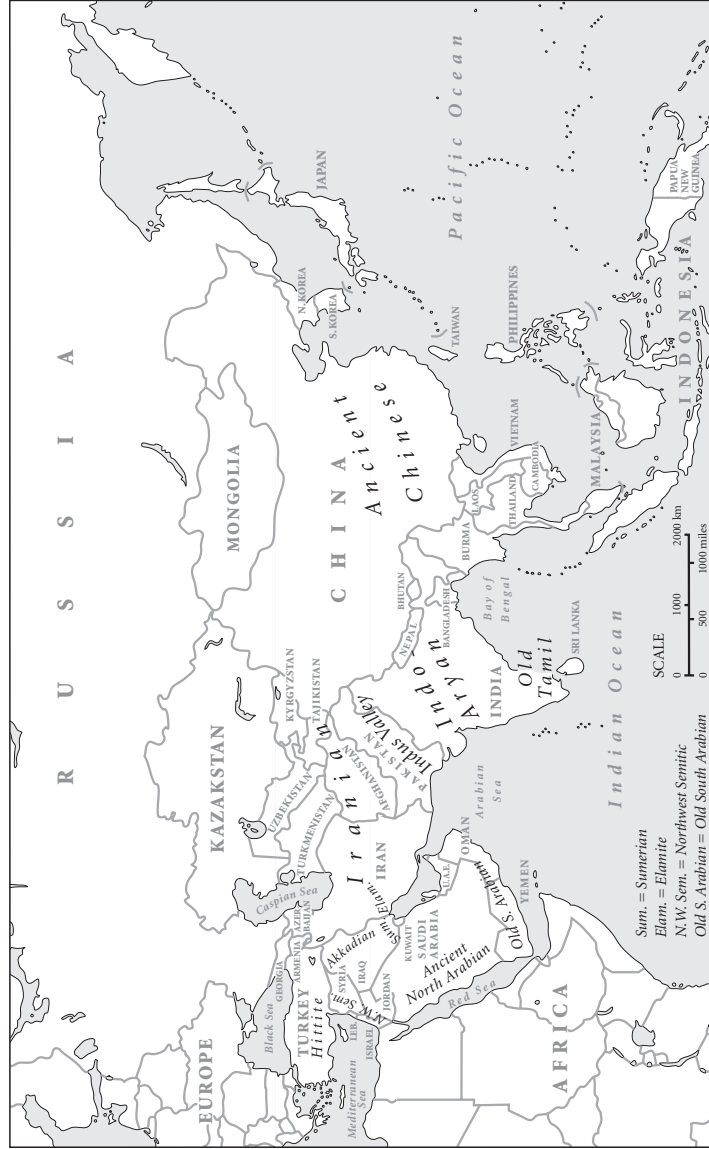 RUSSIA
EUROPE
KAZAKSTAN
MONGOLIA
Black Sea
GEORGIA
Caspian Sea
UZBEKISTAN
KYRGYZSTAN
TAJIKISTAN
TURKMENISTAN
ARMENIA
AZER-
BAIJAN
TURKEY
Hittite
Mediterranean
Sea
LEB.
ISRAEL
SYRIA
IRAQ
JORDAN
N.W. Sem.
Akkadian
Sum.
Elam.
IRAN
Iranian
AFGHANISTAN
PAKISTAN
Indus Valley
CHINA
Ancient
Chinese
N. KOREA
S. KOREA
JAPAN
Pacific Ocean
KUWAIT
SAUDI
ARABIA
Ancient
North Arabian
Red Sea
U.A.E.
OMAN
Old S. Arabian
YEMEN
Arabian
Sea
NEPAL
BHUTAN
BANGLADESH
Indo-
Aryan
INDIA
Old
Tamil
SRI LANKA
Bay of
Bengal
BURMA
LAOS
THAILAND
VIETNAM
CAMBODIA
TAIWAN
PHILIPPINES
MALAYSIA
INDONESIA
PAPUA
NEW
GUINEA
AFRICA
Indian Ocean
Sum. = Sumerian
Elam. = Elamite
N.W. Sem. = Northwest Semitic
Old S. Arabian = Old South Arabian
SCALE
0 1000 2000 km
0 500 1000 miles